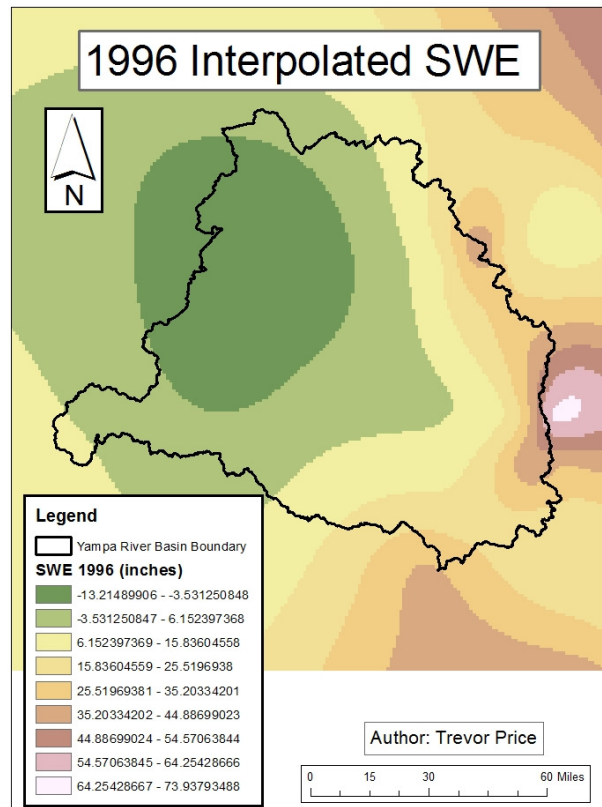 1996 Interpolated SWE
N
Legend
Yampa River Basin Boundary
SWE 1996 (inches)
-13.21489906 - -3.531250848
-3.531250847 - 6.152397368
6.152397369 - 15.83604558
15.83604559 - 25.5196938
25.51969381 - 35.20334201
35.20334202 - 44.88699023
44.88699024 - 54.57063844
54.57063845 - 64.25428666
64.25428667 - 73.93793488
Author: Trevor Price
0 15 30 60 Miles